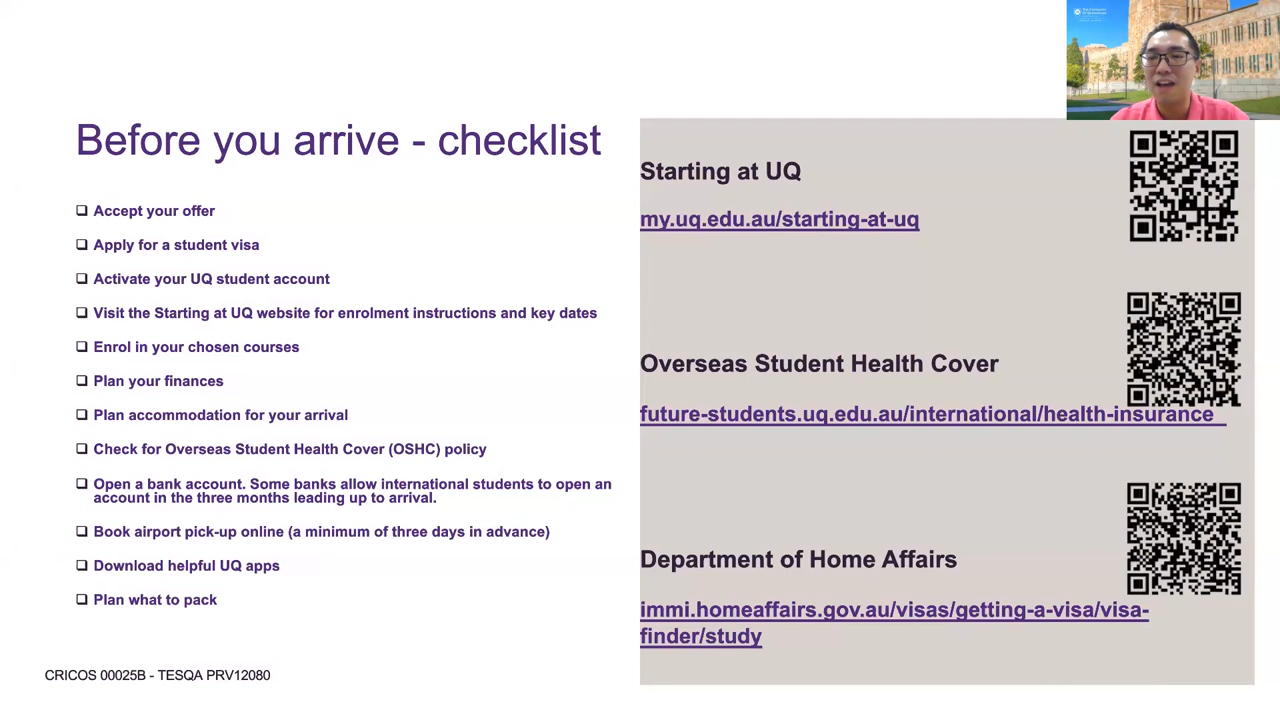 Before you arrive - checklist
Accept your offer
Apply for a student visa
Activate your UQ student account
Visit the Starting at UQ website for enrolment instructions and key dates
Enrol in your chosen courses
Plan your finances
Plan accommodation for your arrival
Check for Overseas Student Health Cover (OSHC) policy
Open a bank account. Some banks allow international students to open an
account in the three months leading up to arrival.
Book airport pick-up online (a minimum of three days in advance)
Download helpful UQ apps
Plan what to pack
CRICOS 00025B - TESQA PRV12080
Starting at UQ
my.uq.edu.au/starting-at-uq
Overseas Student Health Cover
future-students.uq.edu.au/international/health-insurance
Department of Home Affairs
immi.homeaffairs.gov.au/visas/getting-a-visa/visa-
finder/study